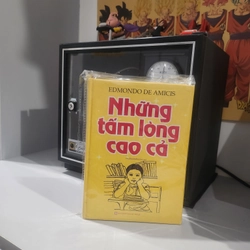 EDMONDO DE AMICIS
Những
tấm lòng
cao cả